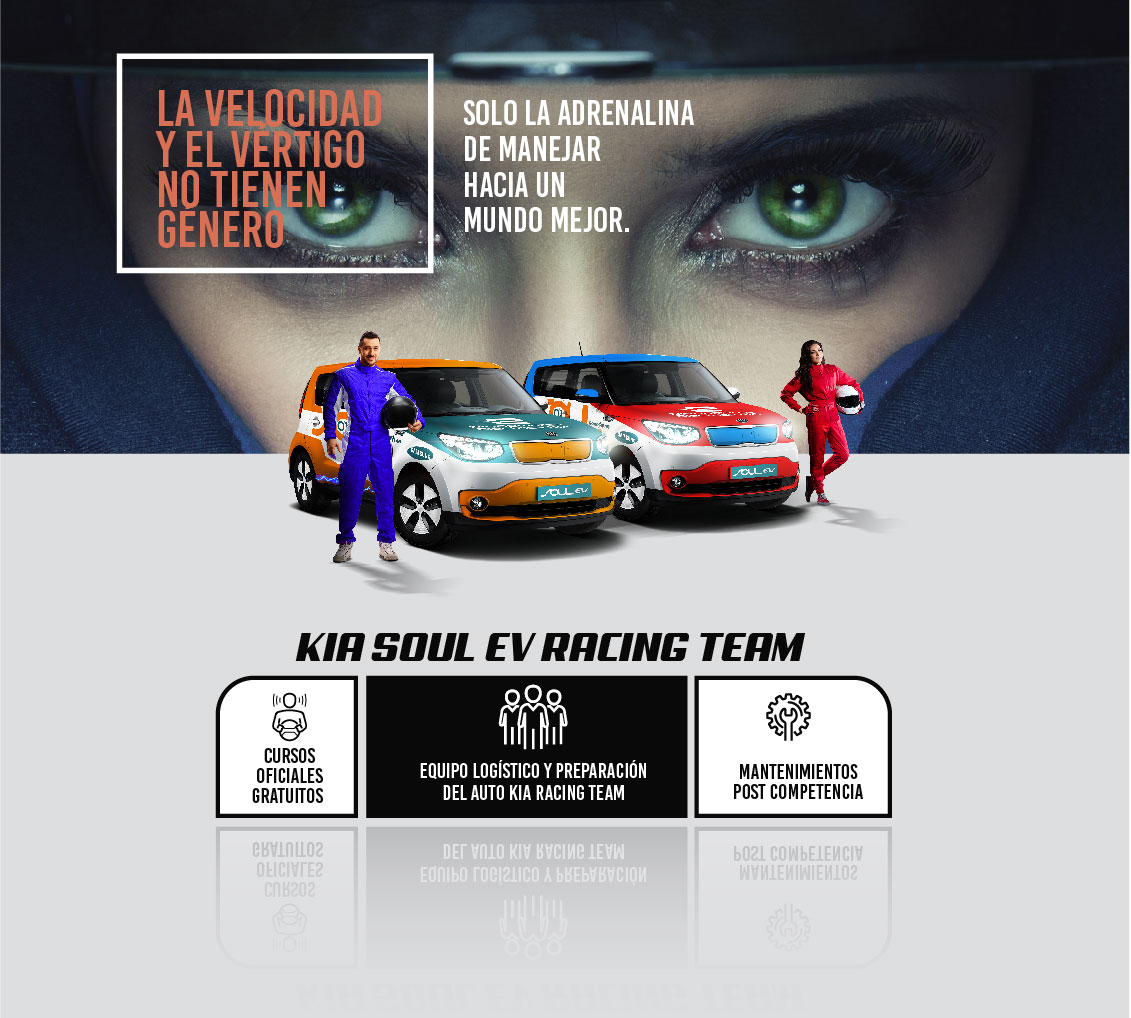 LA VELOCIDAD
Y EL VÉRTIGO
NO TIENEN
GÉNERO
SOLO LA ADRENALINA
DE MANEJAR
HACIA UN
MUNDO MEJOR.
SOUL EV
SOUL EV
KIA SOUL EV RACING TEAM
CURSOS
OFICIALES
GRATUITOS
EQUIPO LOGÍSTICO Y PREPARACIÓN
DEL AUTO KIA RACING TEAM
MANTENIMIENTOS
POST COMPETENCIA